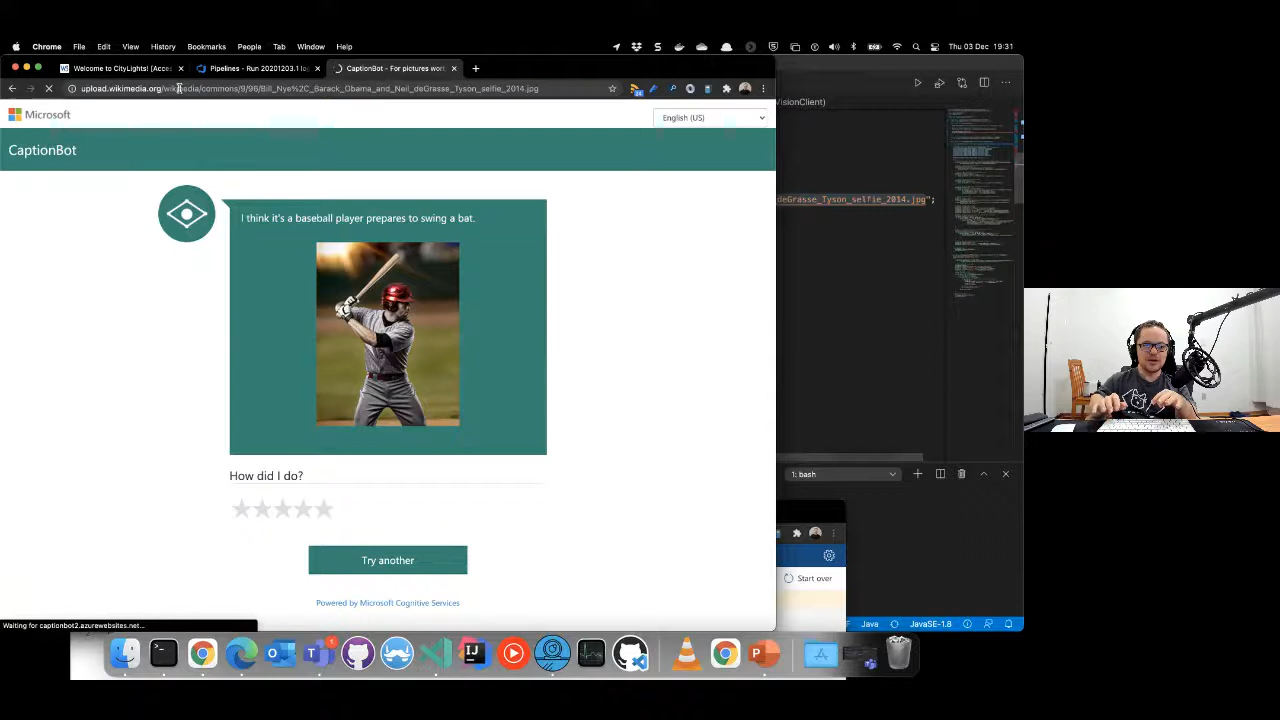 Chrome File Edit View History Bookmarks People Tab Window Help Thu 03 Dec 19:31
Welcome to CityLights! [Acces
Pipelines - Run 20201203.1 log
CaptionBot - For pictures wort
upload.wikimedia.org/wikipedia/commons/9/96/Bill_Nye%2C_Barack_Obama_and_Neil_deGrasse_Tyson_selfie_2014.jpg
VisionClient)
Microsoft
English (US)
CaptionBot
deGrasse_Tyson_selfie_2014.jpg";
I think it's a baseball player prepares to swing a bat.
How did I do?
1: bash
Try another
Start over
Powered by Microsoft Cognitive Services
Waiting for captionbot2.azurewebsites.net...
Java
JavaSE-1.8